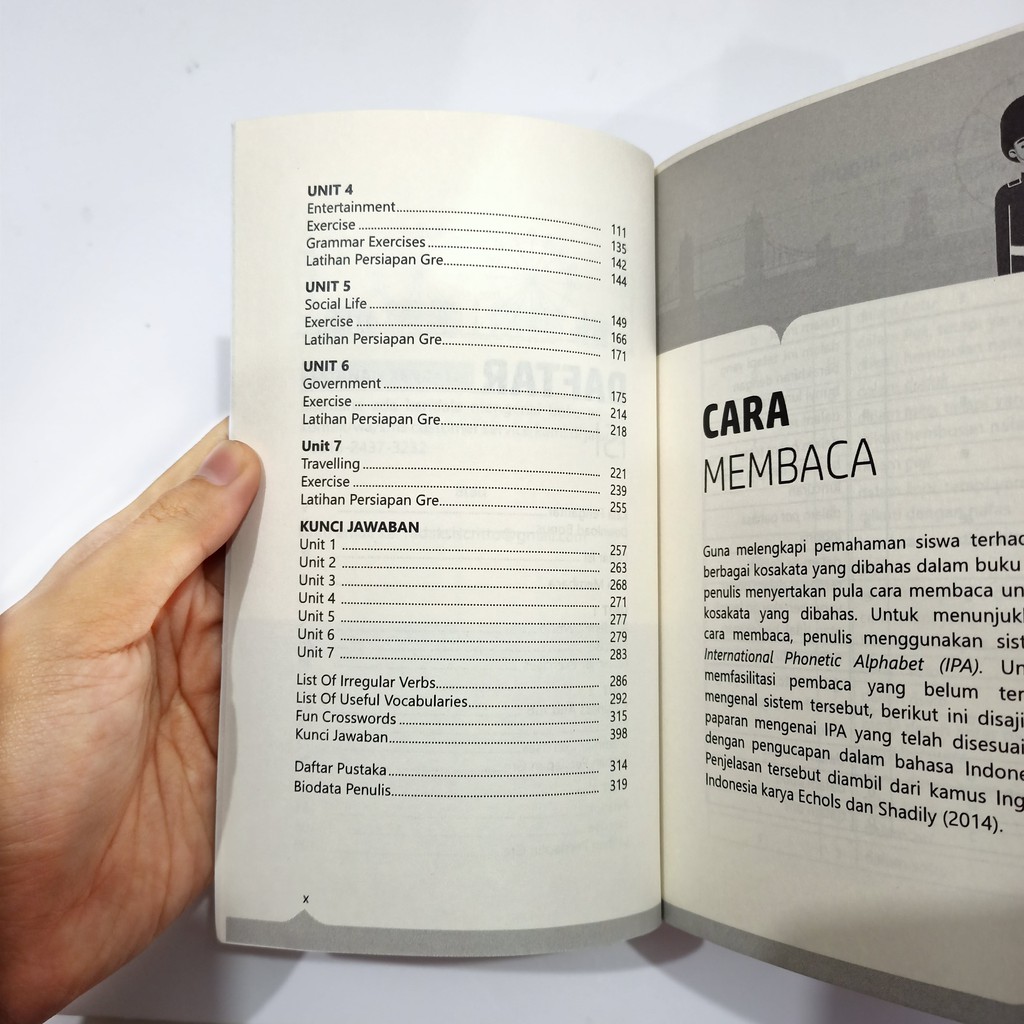 UNIT 4
Entertainment 111
Exercise 135
Grammar Exercises 142
Latihan Persiapan Gre 144
UNIT 5
Social Life 149
Exercise 166
Latihan Persiapan Gre 171
UNIT 6
Government 175
Exercise 214
Latihan Persiapan Gre 218
Unit 7
Travelling 221
Exercise 239
Latihan Persiapan Gre 255
KUNCI JAWABAN
Unit 1 257
Unit 2 263
Unit 3 268
Unit 4 271
Unit 5 277
Unit 6 279
Unit 7 283
List Of Irregular Verbs 286
List Of Useful Vocabularies 292
Fun Crosswords 315
Kunci Jawaban 398
Daftar Pustaka 314
Biodata Penulis 319
x
CARA
MEMBACA
Guna melengkapi pemahaman siswa terhad
berbagai kosakata yang dibahas dalam buku
penulis menyertakan pula cara membaca un
kosakata yang dibahas. Untuk menunjukk
cara membaca, penulis menggunakan sist
International Phonetic Alphabet (IPA). Un
memfasilitasi pembaca yang belum ter
mengenal sistem tersebut, berikut ini disaji
paparan mengenai IPA yang telah disesuai
dengan pengucapan dalam bahasa Indone
Penjelasan tersebut diambil dari kamus Ing
Indonesia karya Echols dan Shadily (2014).